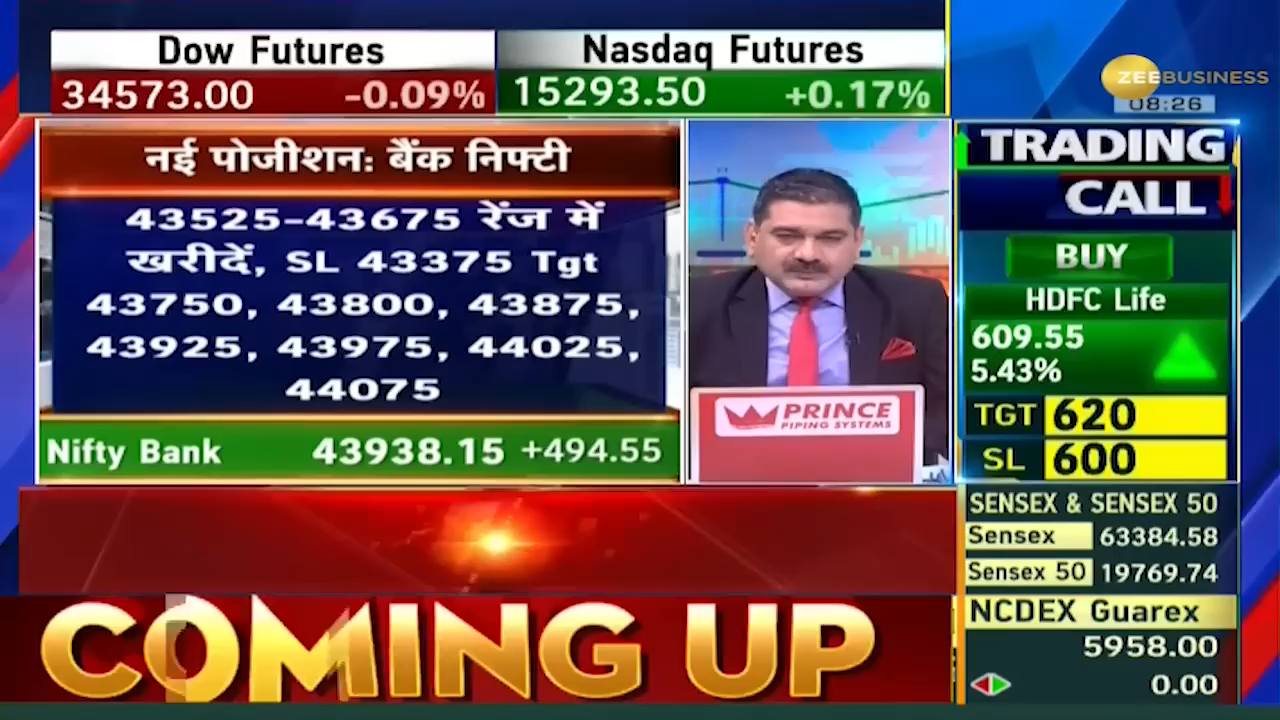 Dow Futures
34573.00 -0.09%
Nasdaq Futures
15293.50 +0.17%
ZEEBUSINESS
08:26
नई पोजीशन: बैंक निफ्टी
43525-43675 रेंज में
खरीदें, SL 43375 Tgt
43750, 43800, 43875,
43925, 43975, 44025,
44075
Nifty Bank 43938.15 +494.55
PRINCE
PIPING SYSTEMS
TRADING
CALL
BUY
HDFC Life
609.55
5.43%
TGT 620
SL 600
SENSEX & SENSEX 50
Sensex 63384.58
Sensex 50 19769.74
NCDEX Guarex
5958.00
0.00
COMING UP